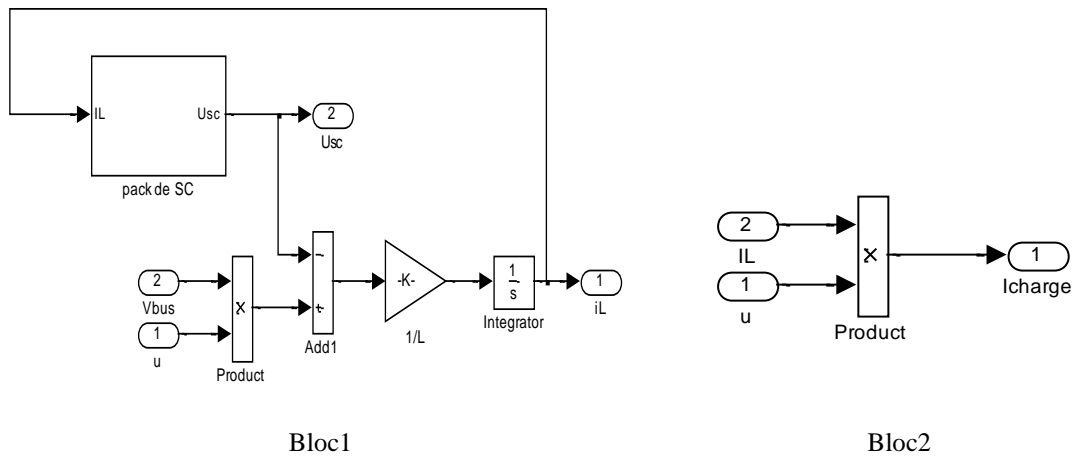 IL
Usc
pack de SC
2
Usc
2
Vbus
1
u
x
Product
-
+
Add1
-K-
1/L
1
s
Integrator
1
iL
Bloc1
2
IL
1
u
x
Product
1
Icharge
Bloc2